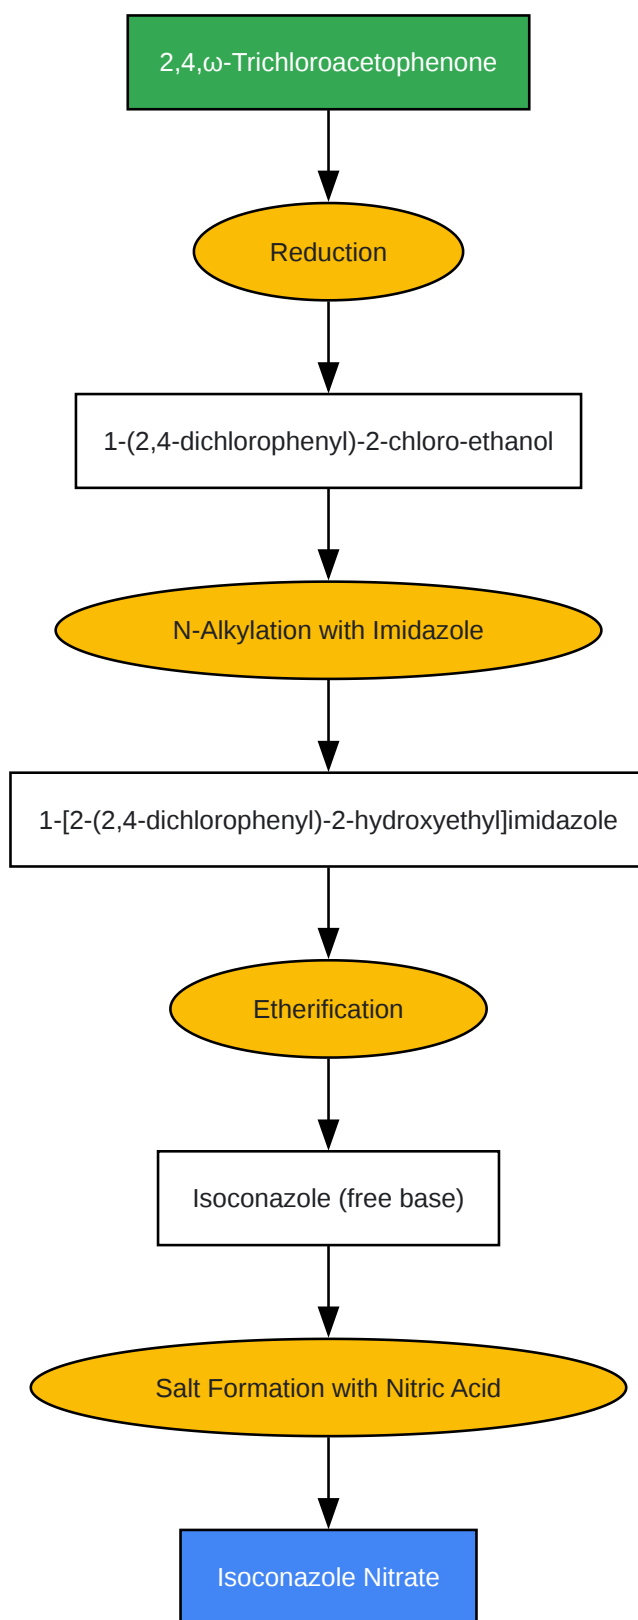 2,4,ω-Trichloroacetophenone
Reduction
1-(2,4-dichlorophenyl)-2-chloro-ethanol
N-Alkylation with Imidazole
1-[2-(2,4-dichlorophenyl)-2-hydroxyethyl]imidazole
Etherification
Isoconazole (free base)
Salt Formation with Nitric Acid
Isoconazole Nitrate